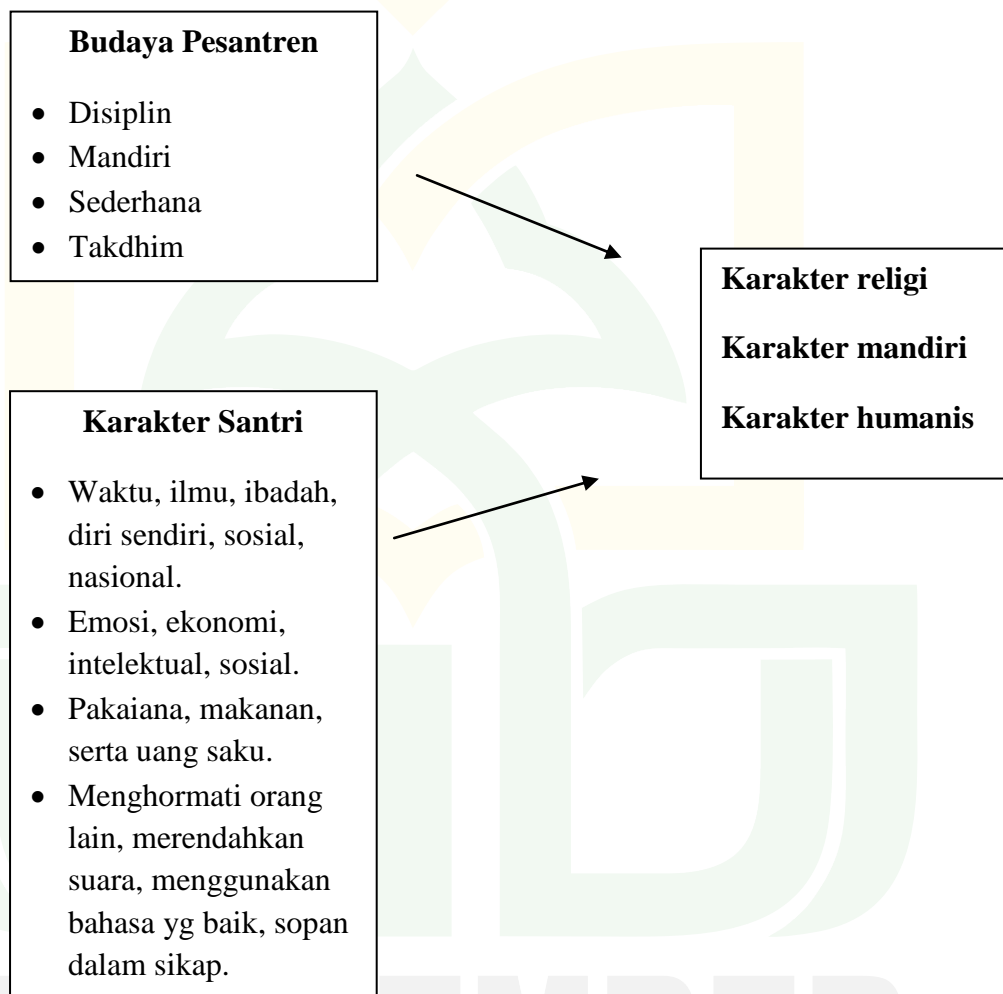 Budaya Pesantren
• Disiplin
• Mandiri
• Sederhana
• Takdhim
Karakter religi
Karakter mandiri
Karakter humanis
Karakter Santri
• Waktu, ilmu, ibadah,
diri sendiri, sosial,
nasional.
• Emosi, ekonomi,
intelektual, sosial.
• Pakaiana, makanan,
serta uang saku.
• Menghormati orang
lain, merendahkan
suara, menggunakan
bahasa yg baik, sopan
dalam sikap.